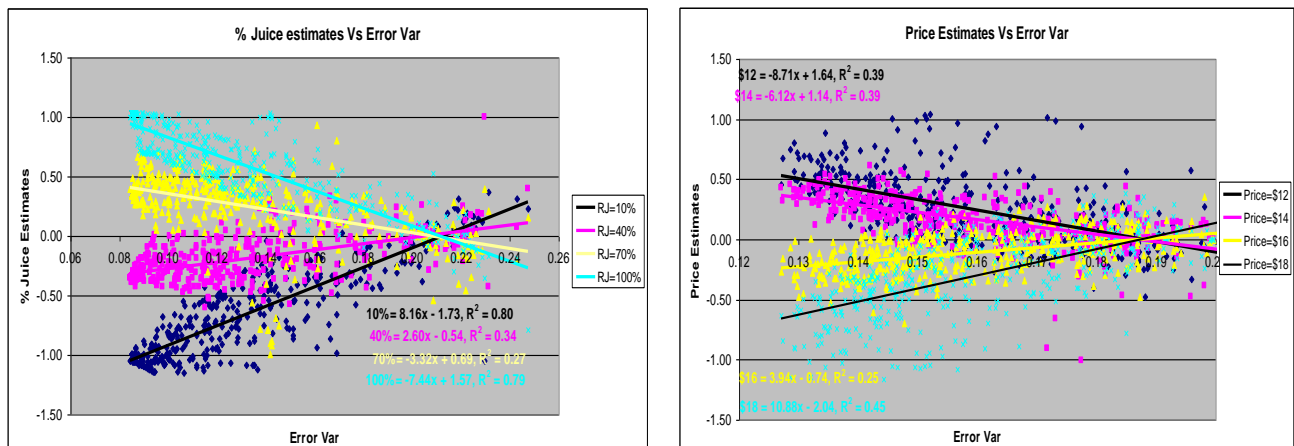 % Juice estimates Vs Error Var
1.50
1.00
0.50
0.00
-0.50
-1.00
-1.50
0.04
0.06
0.08
0.10
0.12
0.14
0.16
0.18
0.20
0.22
0.24
0.26
% Juice Estimates
Error Var
10%= 8.16x - 1.73, R² = 0.80
40%= 2.60x - 0.54, R² = 0.34
70%= -3.32x + 0.69, R² = 0.27
100%= -7.44x + 1.57, R² = 0.79
RJ=10%
RJ=40%
RJ=70%
RJ=100%
Price Estimates Vs Error Var
$12 = -8.71x + 1.64, R² = 0.39
$14 = -6.12x + 1.14, R² = 0.39
1.50
1.00
0.50
0.00
-0.50
-1.00
-1.50
0.12
0.13
0.14
0.15
0.16
0.17
0.18
0.19
Price Estimates
Error Var
$16 = 3.94x - 0.74, R² = 0.25
Price=$12
Price=$14
Price=$16
Price=$18